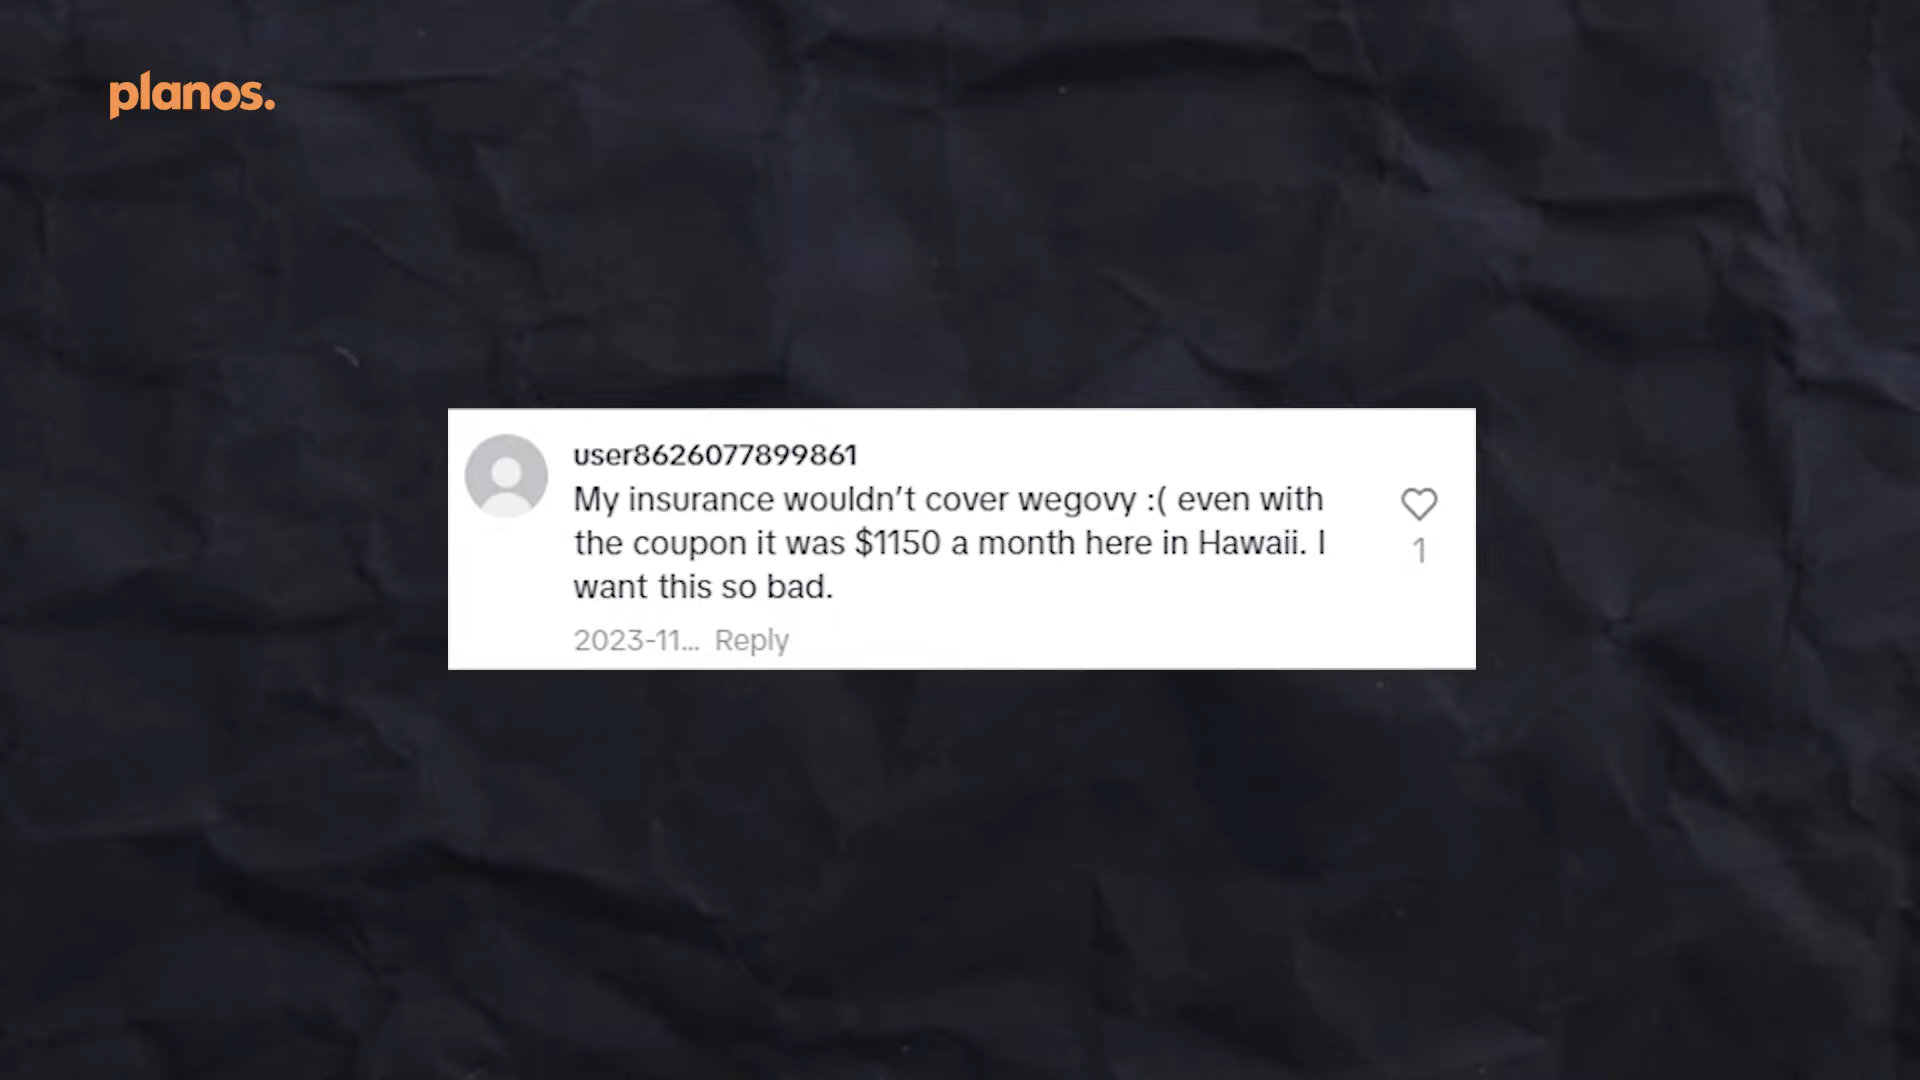 planos.
user8626077899861
My insurance wouldn’t cover wegovy :( even with
the coupon it was $1150 a month here in Hawaii. I
want this so bad.
1
2023-11... Reply